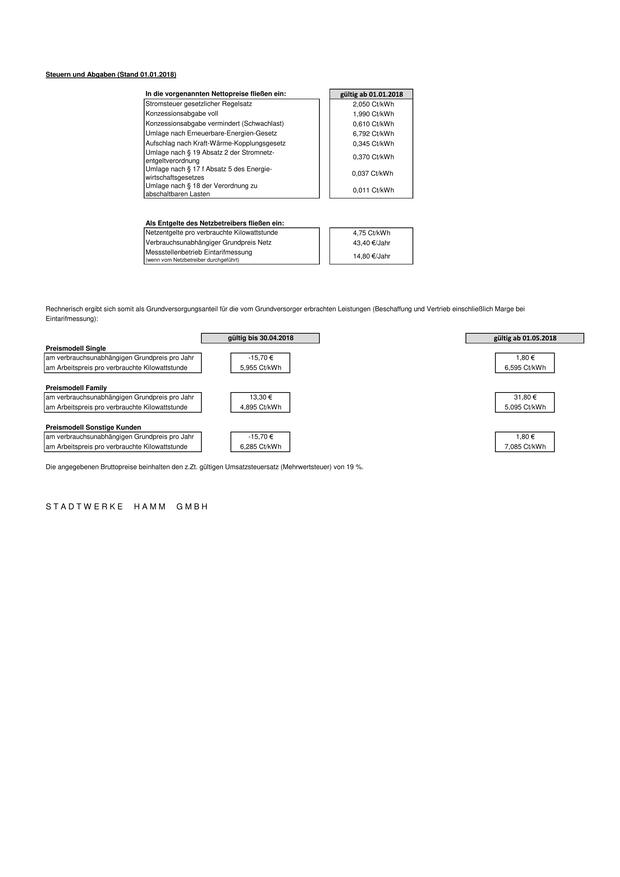 Steuern und Abgaben (Stand 01.01.2018)
In die vorgenannten Nettopreise fließen ein: gültig ab 01.01.2018
Stromsteuer gesetzlicher Regelsatz 2,050 Ct/kWh
Konzessionsabgabe voll 1,990 Ct/kWh
Konzessionsabgabe vermindert (Schwachlast) 0,610 Ct/kWh
Umlage nach Erneuerbare-Energien-Gesetz 6,792 Ct/kWh
Aufschlag nach Kraft-Wärme-Kopplungsgesetz 0,345 Ct/kWh
Umlage nach § 19 Absatz 2 der Stromnetz-
entgeltverordnung 0,370 Ct/kWh
Umlage nach § 17 f Absatz 5 des Energie-
wirtschaftsgesetzes 0,037 Ct/kWh
Umlage nach § 18 der Verordnung zu
abschaltbaren Lasten 0,011 Ct/kWh
Als Entgelte des Netzbetreibers fließen ein:
Netzentgelte pro verbrauchte Kilowattstunde 4,75 Ct/kWh
Verbrauchsunabhängiger Grundpreis Netz 43,40 €/Jahr
Messstellenbetrieb Eintarifmessung 14,80 €/Jahr
(wenn vom Netzbetreiber durchgeführt)
Rechnerisch ergibt sich somit als Grundversorgungsanteil für die vom Grundversorger erbrachten Leistungen (Beschaffung und Vertrieb einschließlich Marge bei
Eintarifmessung):
gültig bis 30.04.2018 gültig ab 01.05.2018
Preismodell Single
am verbrauchsunabhängigen Grundpreis pro Jahr -15,70 € 1,80 €
am Arbeitspreis pro verbrauchte Kilowattstunde 5,955 Ct/kWh 6,595 Ct/kWh
Preismodell Family
am verbrauchsunabhängigen Grundpreis pro Jahr 13,30 € 31,80 €
am Arbeitspreis pro verbrauchte Kilowattstunde 4,895 Ct/kWh 5,095 Ct/kWh
Preismodell Sonstige Kunden
am verbrauchsunabhängigen Grundpreis pro Jahr -15,70 € 1,80 €
am Arbeitspreis pro verbrauchte Kilowattstunde 6,285 Ct/kWh 7,085 Ct/kWh
Die angegebenen Bruttopreise beinhalten den z.Zt. gültigen Umsatzsteuersatz (Mehrwertsteuer) von 19 %.
STADTWERKE HAMM GMBH